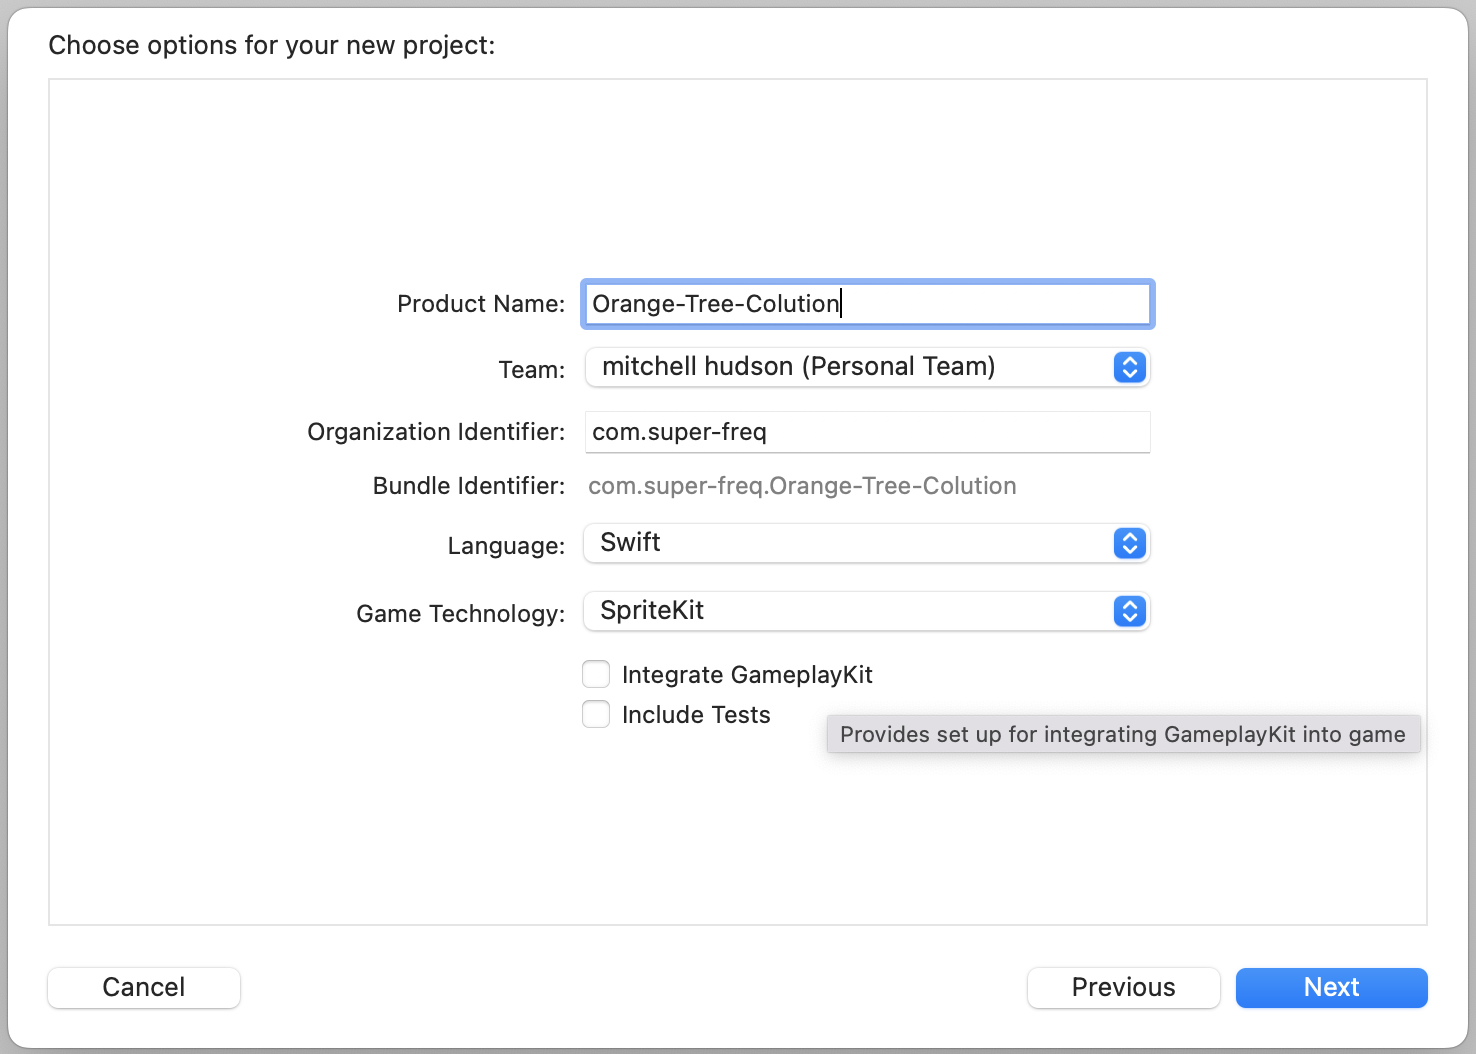 Choose options for your new project:
Product Name: Orange-Tree-Colution
Team: mitchell hudson (Personal Team)
Organization Identifier: com.super-freq
Bundle Identifier: com.super-freq.Orange-Tree-Colution
Language: Swift
Game Technology: SpriteKit
Integrate GameplayKit
Include Tests
Provides set up for integrating GameplayKit into game
Cancel Previous Next